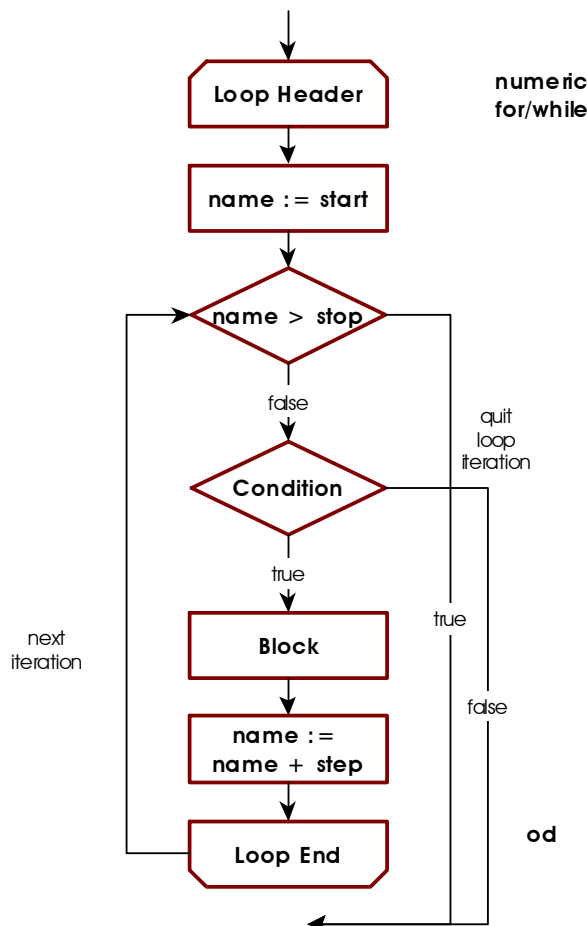 Loop Header
numeric
for/while
name := start
name > stop
false
quit
loop
iteration
Condition
true
next
iteration
Block
true
false
name :=
name + step
od
Loop End